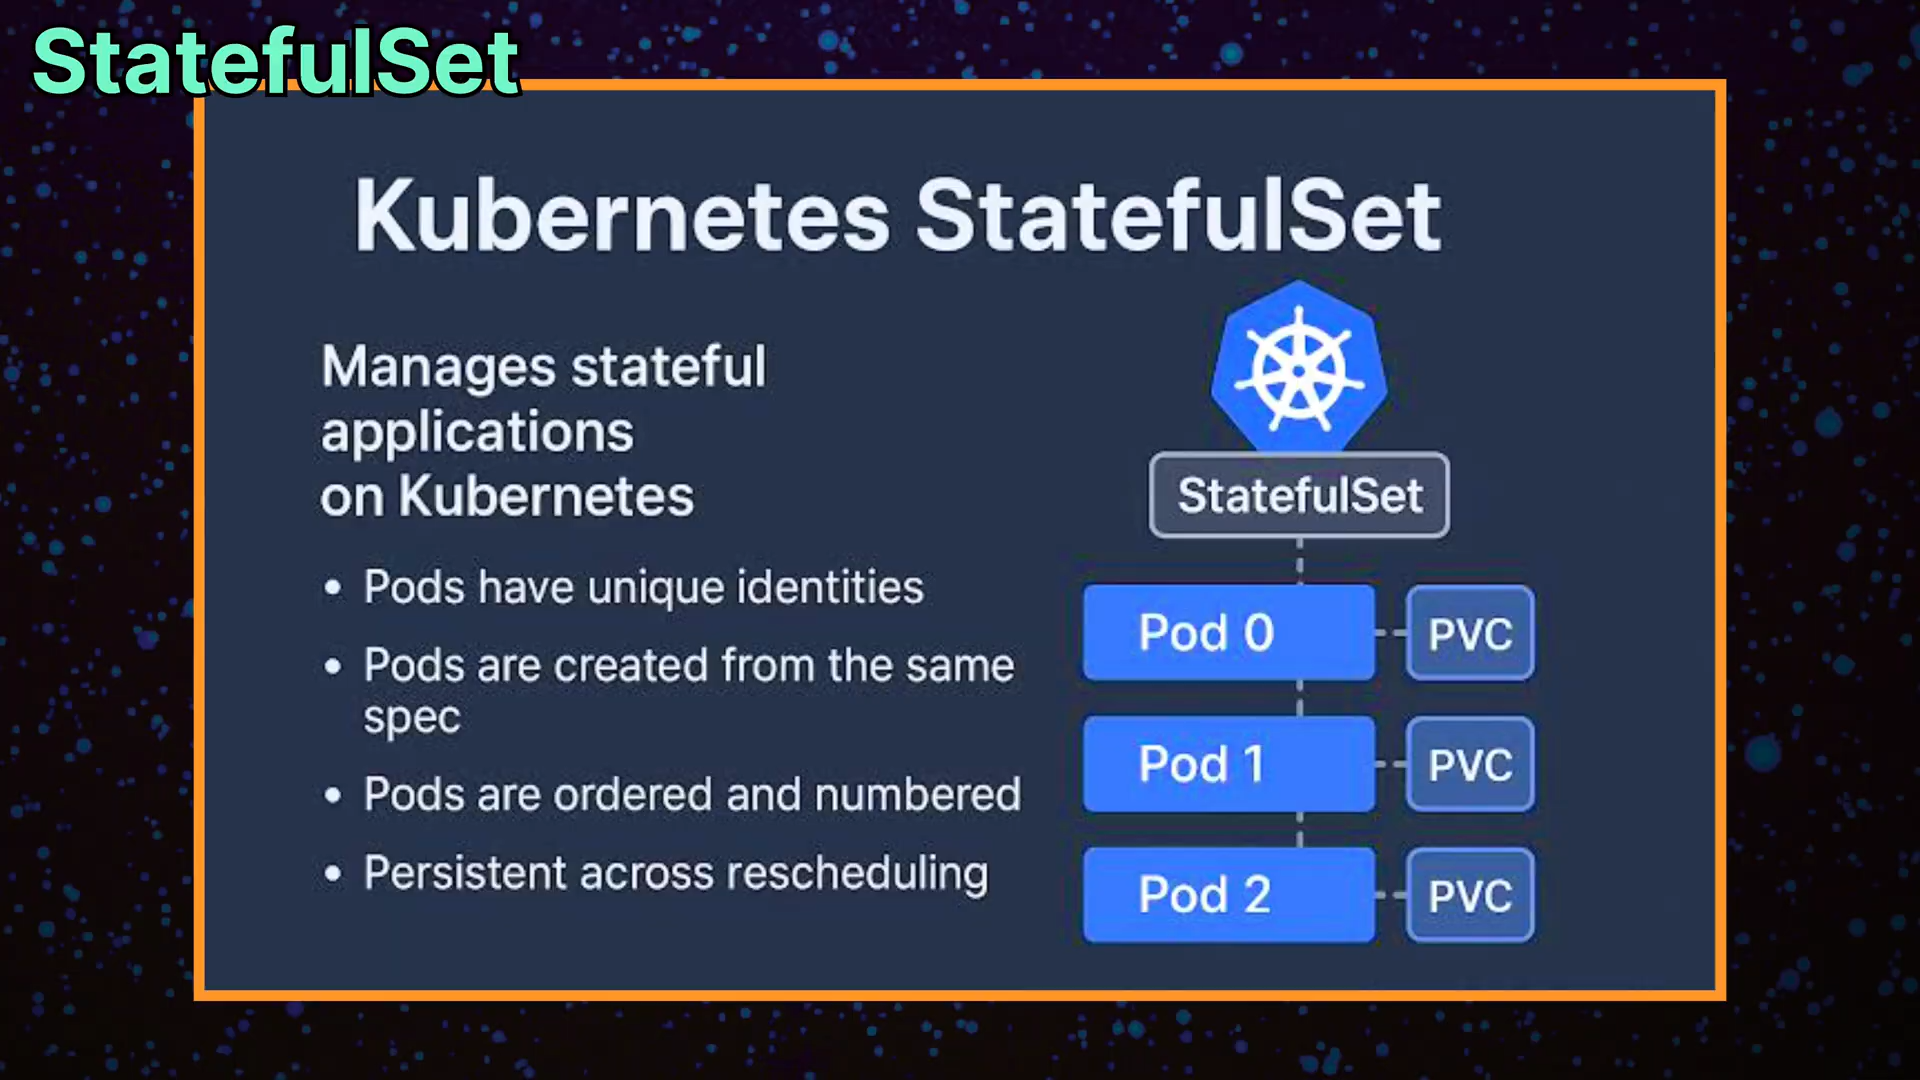 StatefulSet
Kubernetes StatefulSet
Manages stateful
applications
on Kubernetes
• Pods have unique identities
• Pods are created from the same
spec
• Pods are ordered and numbered
• Persistent across rescheduling
StatefulSet
Pod 0
PVC
Pod 1
PVC
Pod 2
PVC